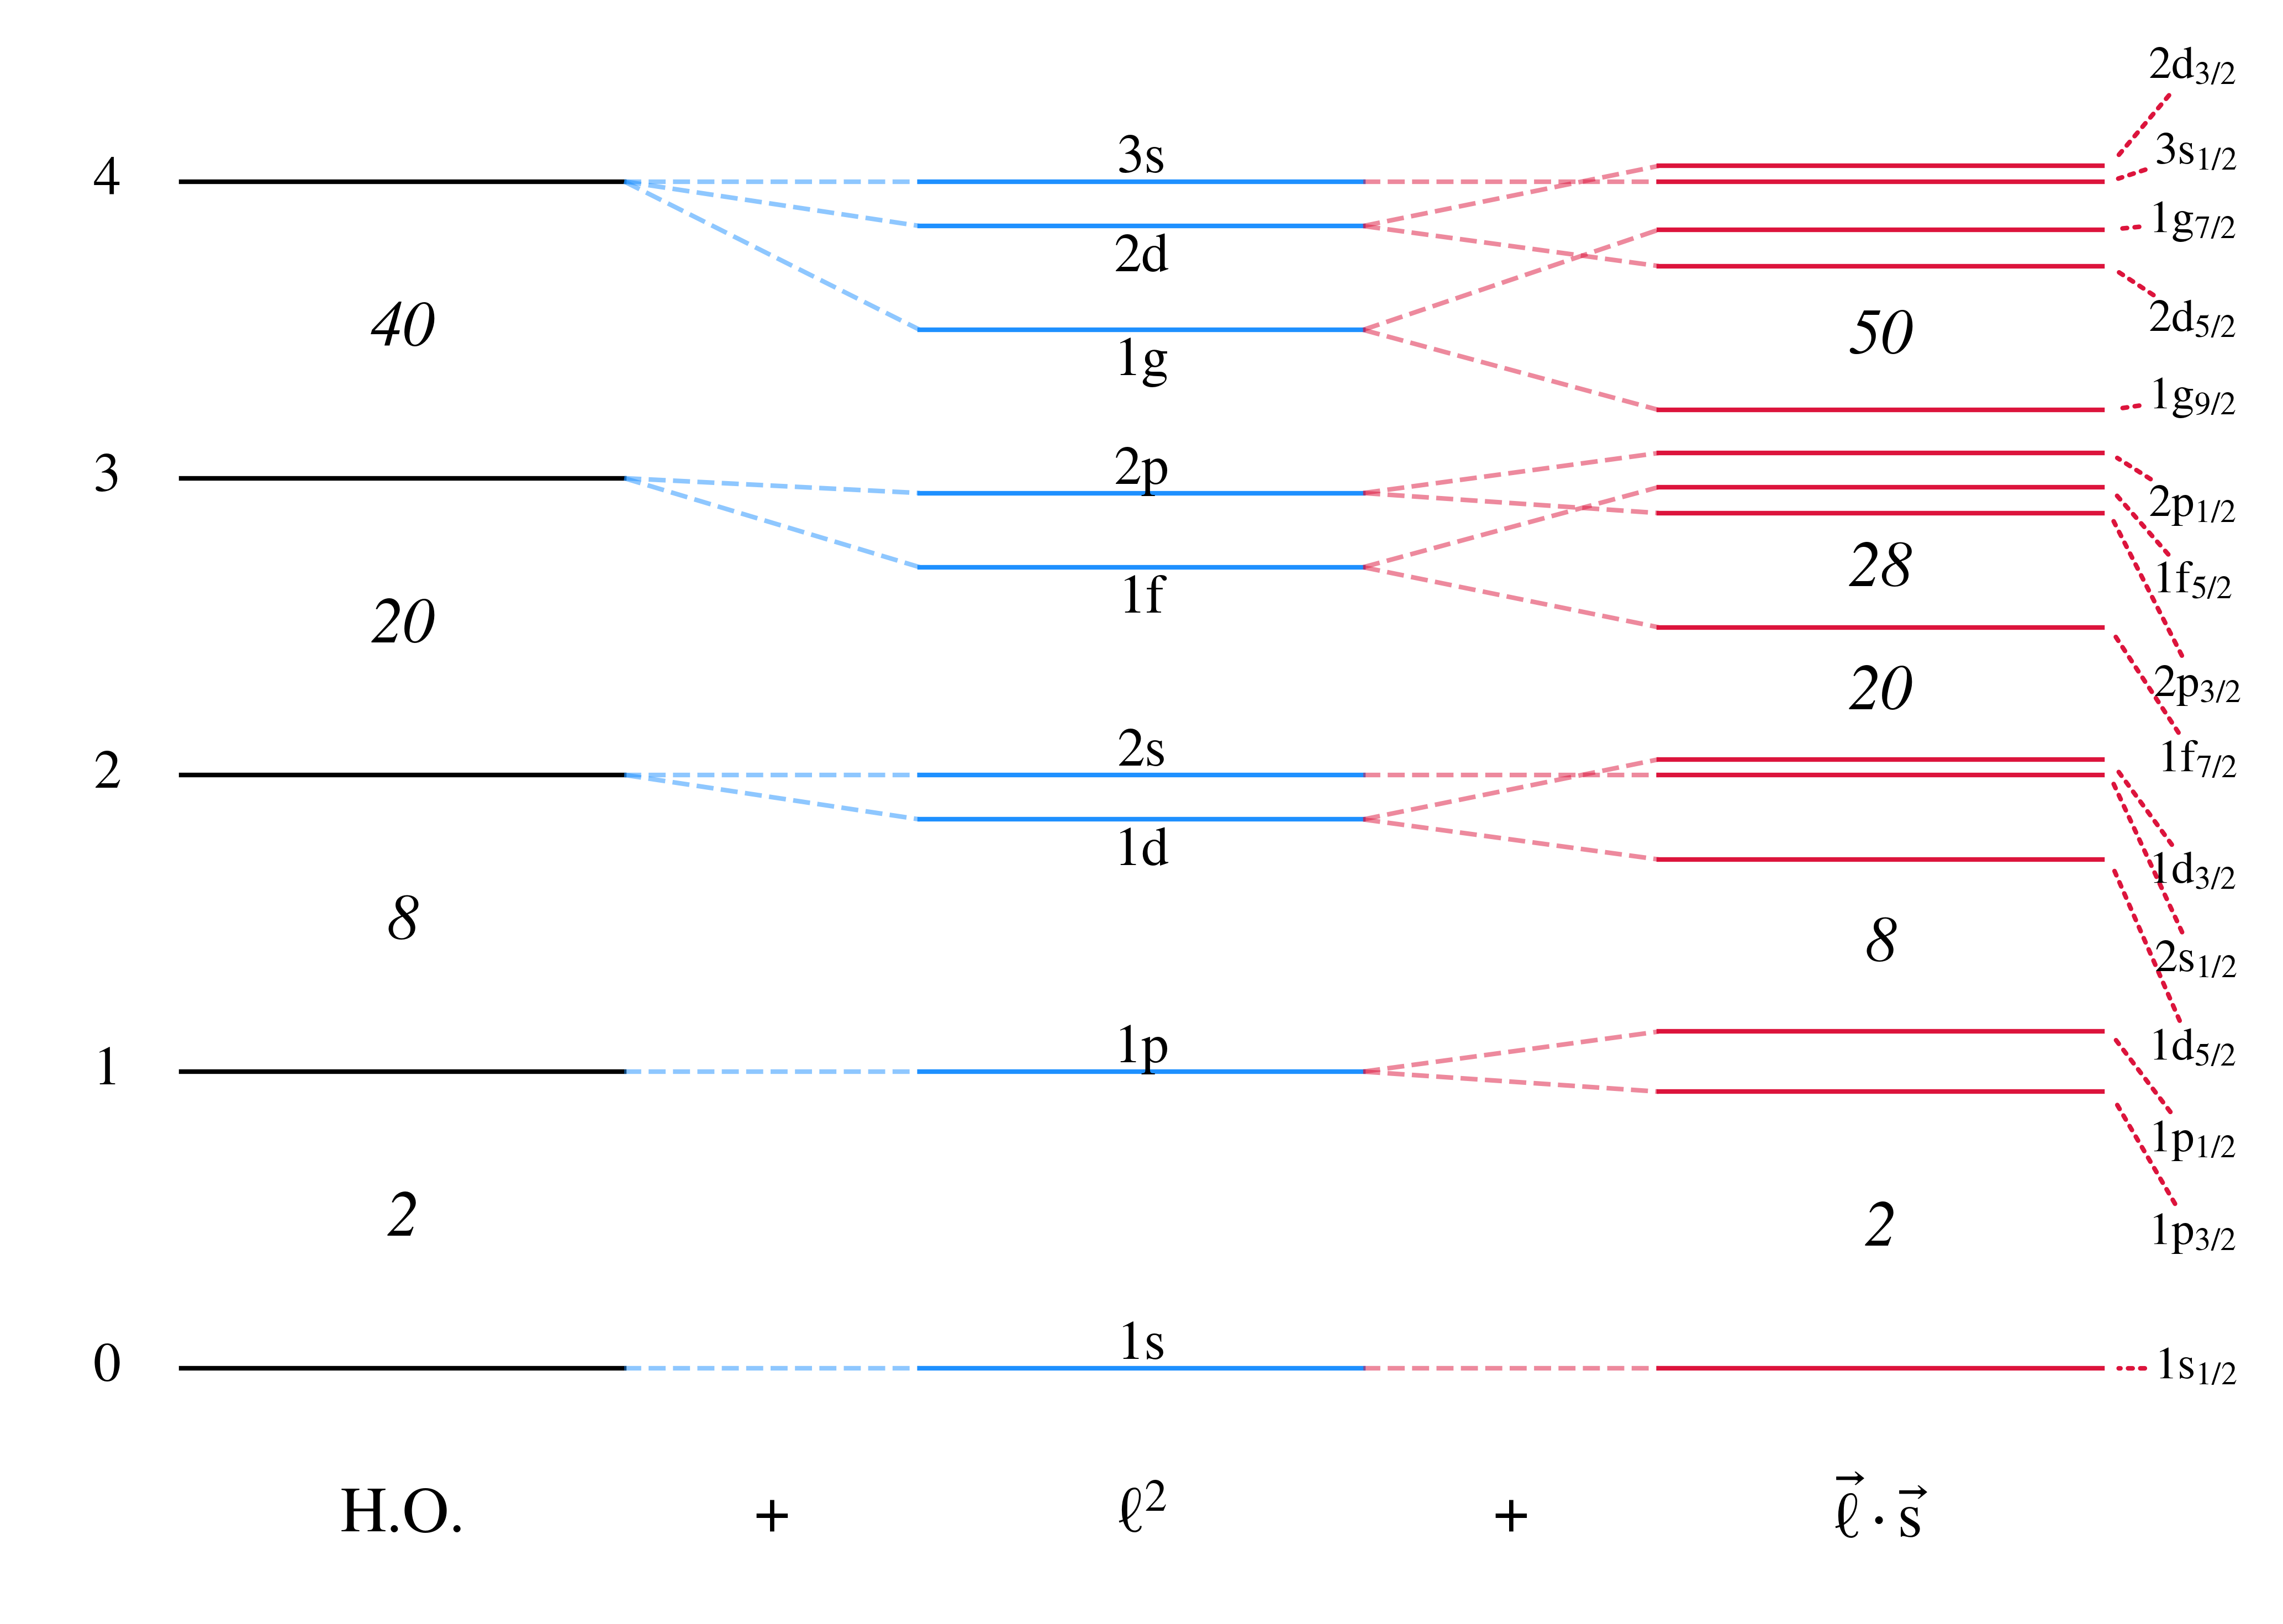 2d3/2
4
3s
3s1/2
1g7/2
2d
40
50
2d5/2
1g
1g9/2
3
2p
2p1/2
28
1f
1f5/2
20
20
2p3/2
2
2s
1f7/2
1d
1d3/2
8
8
2s1/2
1
1p
1d5/2
1p1/2
2
2
1p3/2
0
1s
1s1/2
H.O. + ℓ² + ℓ⃗ · s⃗